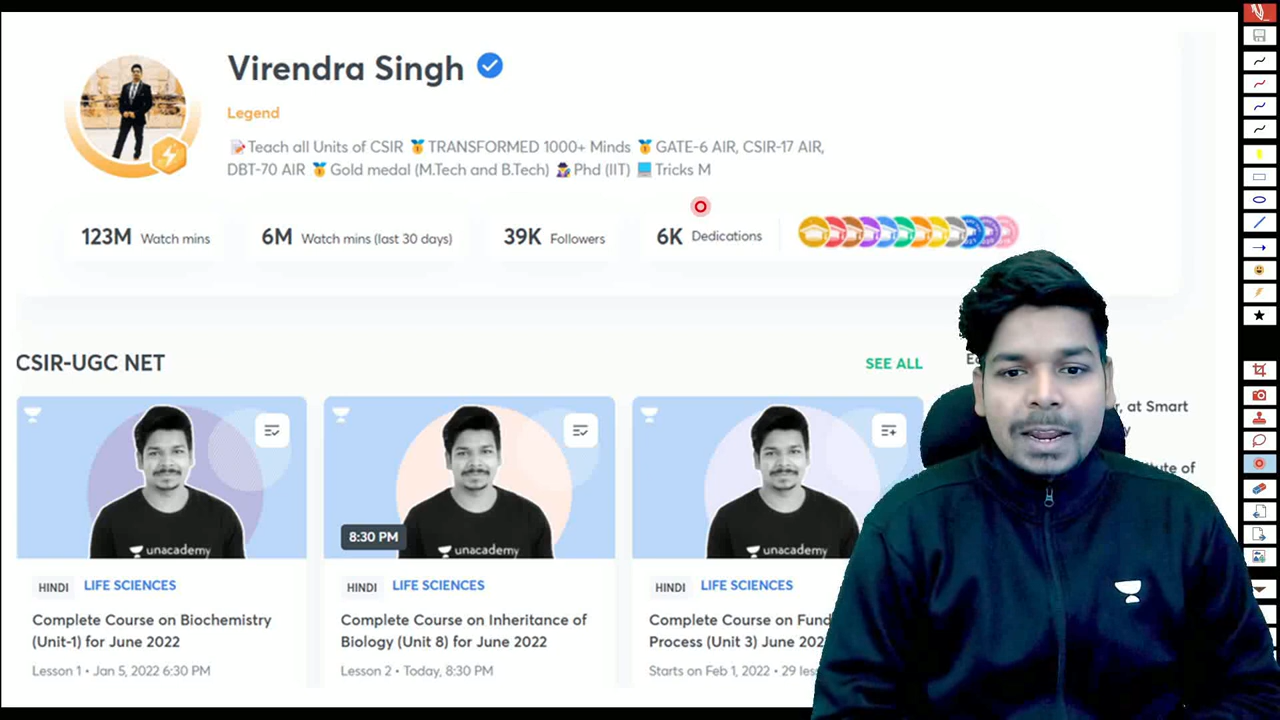 Virendra Singh
Legend
Teach all Units of CSIR 🥇TRANSFORMED 1000+ Minds 🥇GATE-6 AIR, CSIR-17 AIR,
DBT-70 AIR 🥇Gold medal (M.Tech and B.Tech) Phd (IIT) Tricks M
123M Watch mins 6M Watch mins (last 30 days) 39K Followers 6K Dedications
CSIR-UGC NET SEE ALL
, at Smart
unacademy
unacademy
unacademy
8:30 PM
HINDI LIFE SCIENCES
Complete Course on Biochemistry
(Unit-1) for June 2022
Lesson 1 • Jan 5, 2022 6:30 PM
HINDI LIFE SCIENCES
Complete Course on Inheritance of
Biology (Unit 8) for June 2022
Lesson 2 • Today, 8:30 PM
HINDI LIFE SCIENCES
Complete Course on
Process (Unit 3) June
Starts on Feb 1, 2022 • 29